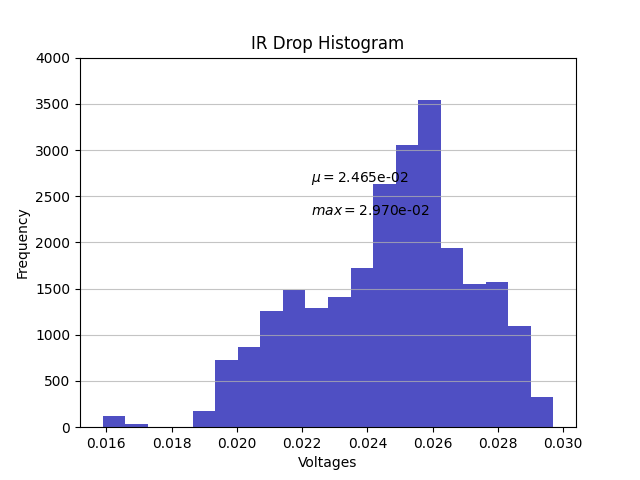 IR Drop Histogram
4000
3500
3000
2500
2000
1500
1000
500
0
Frequency
μ = 2.465e-02
max = 2.970e-02
0.016 0.018 0.020 0.022 0.024 0.026 0.028 0.030
Voltages